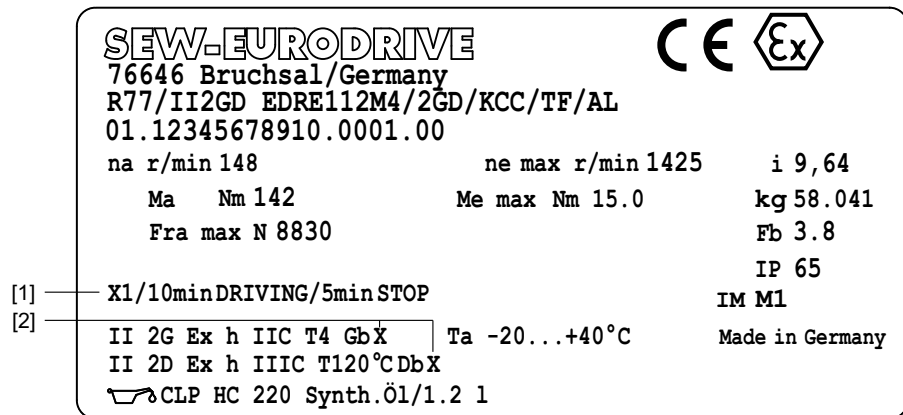 SEW-EURODRIVE CE Ex
76646 Bruchsal/Germany
R77/II2GD EDRE112M4/2GD/KCC/TF/AL
01.12345678910.0001.00
na r/min 148 ne max r/min 1425 i 9,64
Ma Nm 142 Me max Nm 15.0 kg 58.041
Fra max N 8830 Fb 3.8
IP 65
[1] X1/10min DRIVING/5min STOP IM M1
[2]
II 2G Ex h IIC T4 Gb X Ta -20...+40°C Made in Germany
II 2D Ex h IIIC T120°C Db X
CLP HC 220 Synth.Öl/1.2 l